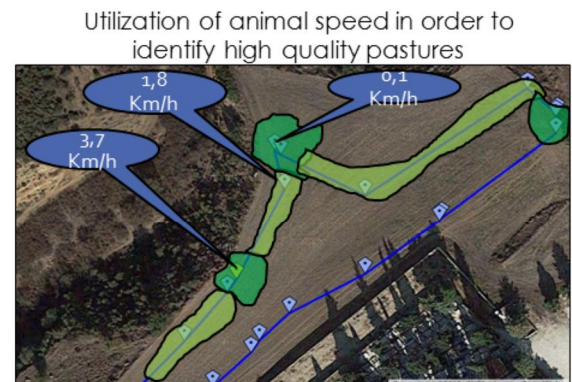 Utilization of animal speed in order to
identify high quality pastures
1,8
Km/h
0,1
Km/h
3,7
Km/h